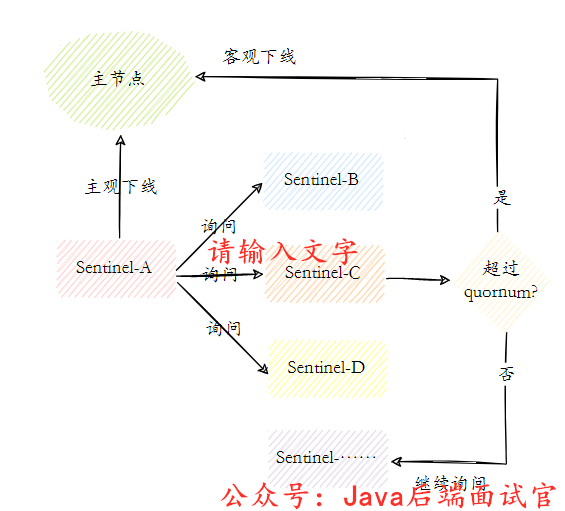 客观下线
主节点
主观下线
Sentinel-B
询问
是
请输入文字
Sentinel-A
询问
Sentinel-C
超过
quornum?
询问
Sentinel-D
否
Sentinel-……
继续询问
公众号：Java后端面试官